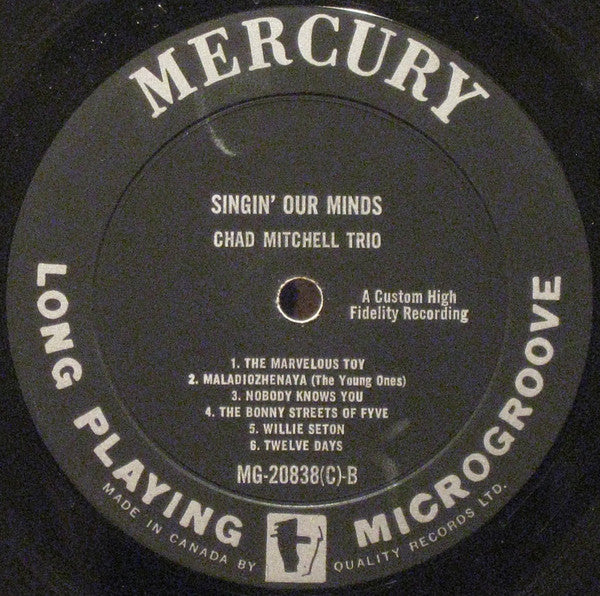 MERCURY
SINGIN' OUR MINDS
CHAD MITCHELL TRIO
A Custom High
Fidelity Recording
1. THE MARVELOUS TOY
2. MALADIOZHENAYA (The Young Ones)
3. NOBODY KNOWS YOU
4. THE BONNY STREETS OF FYVE
5. WILLIE SETON
6. TWELVE DAYS
MG-20838(C)-B
LONG PLAYING MICROGROOVE
MADE IN CANADA BY QUALITY RECORDS LTD.